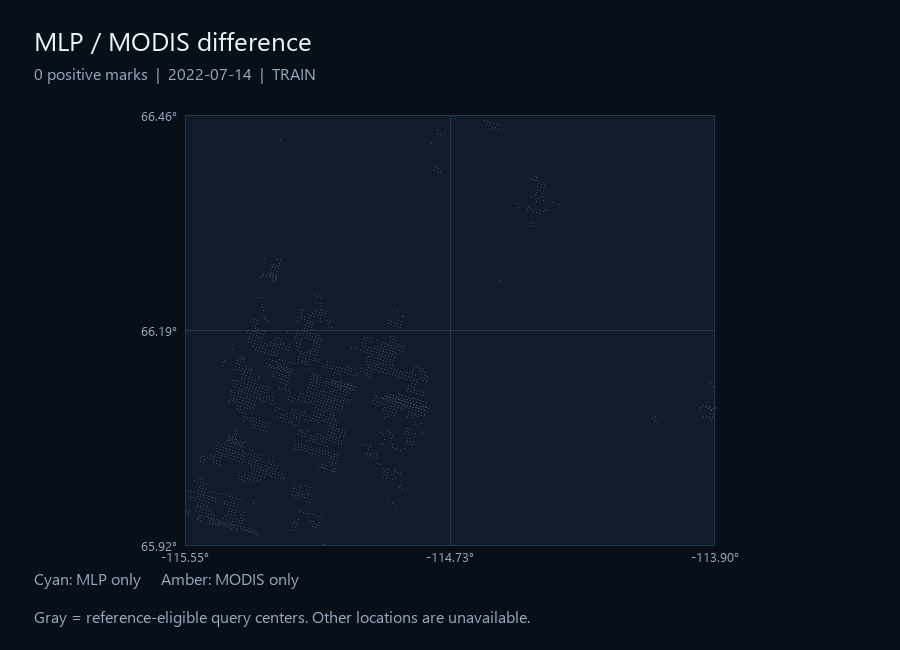 MLP / MODIS difference
0 positive marks | 2022-07-14 | TRAIN
66.46°
66.19°
65.92°
-115.55° -114.73° -113.90°
Cyan: MLP only Amber: MODIS only
Gray = reference-eligible query centers. Other locations are unavailable.